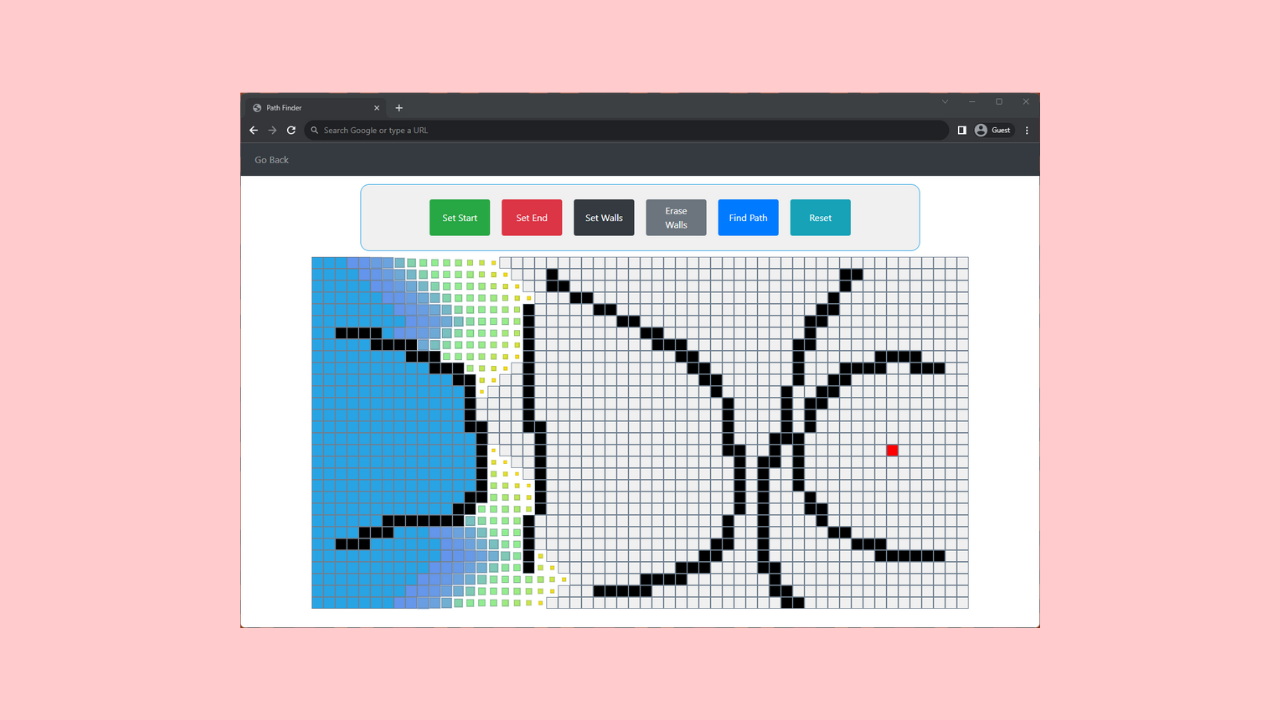 Path Finder
Search Google or type a URL
Guest
Go Back
Set Start
Set End
Set Walls
Erase
Walls
Find Path
Reset